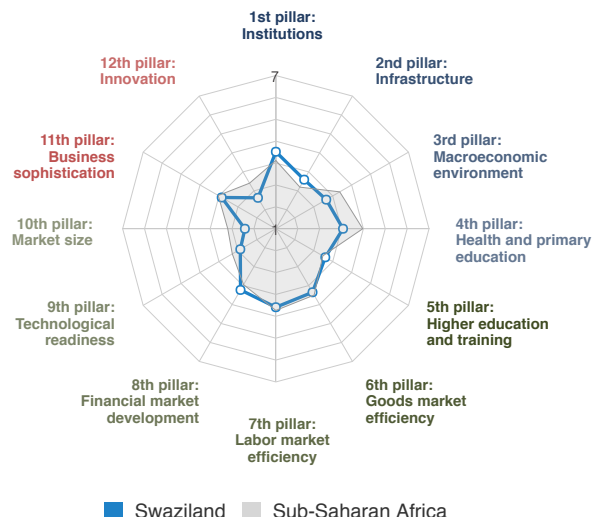 1st pillar:
Institutions
2nd pillar:
Infrastructure
3rd pillar:
Macroeconomic
environment
4th pillar:
Health and primary
education
5th pillar:
Higher education
and training
6th pillar:
Goods market
efficiency
7th pillar:
Labor market
efficiency
8th pillar:
Financial market
development
9th pillar:
Technological
readiness
10th pillar:
Market size
11th pillar:
Business
sophistication
12th pillar:
Innovation
7
1
Swaziland Sub-Saharan Africa